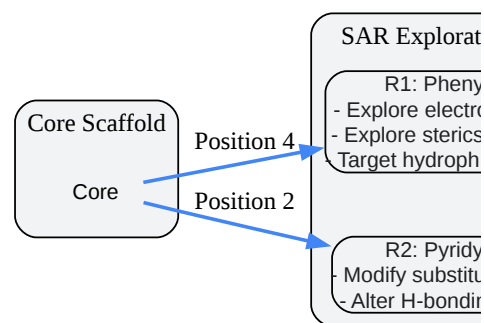 Core Scaffold
Core
Position 4
Position 2
SAR Explorat
R1: Pheny
- Explore electro
- Explore sterics
- Target hydroph
R2: Pyridy
- Modify substitu
- Alter H-bondin